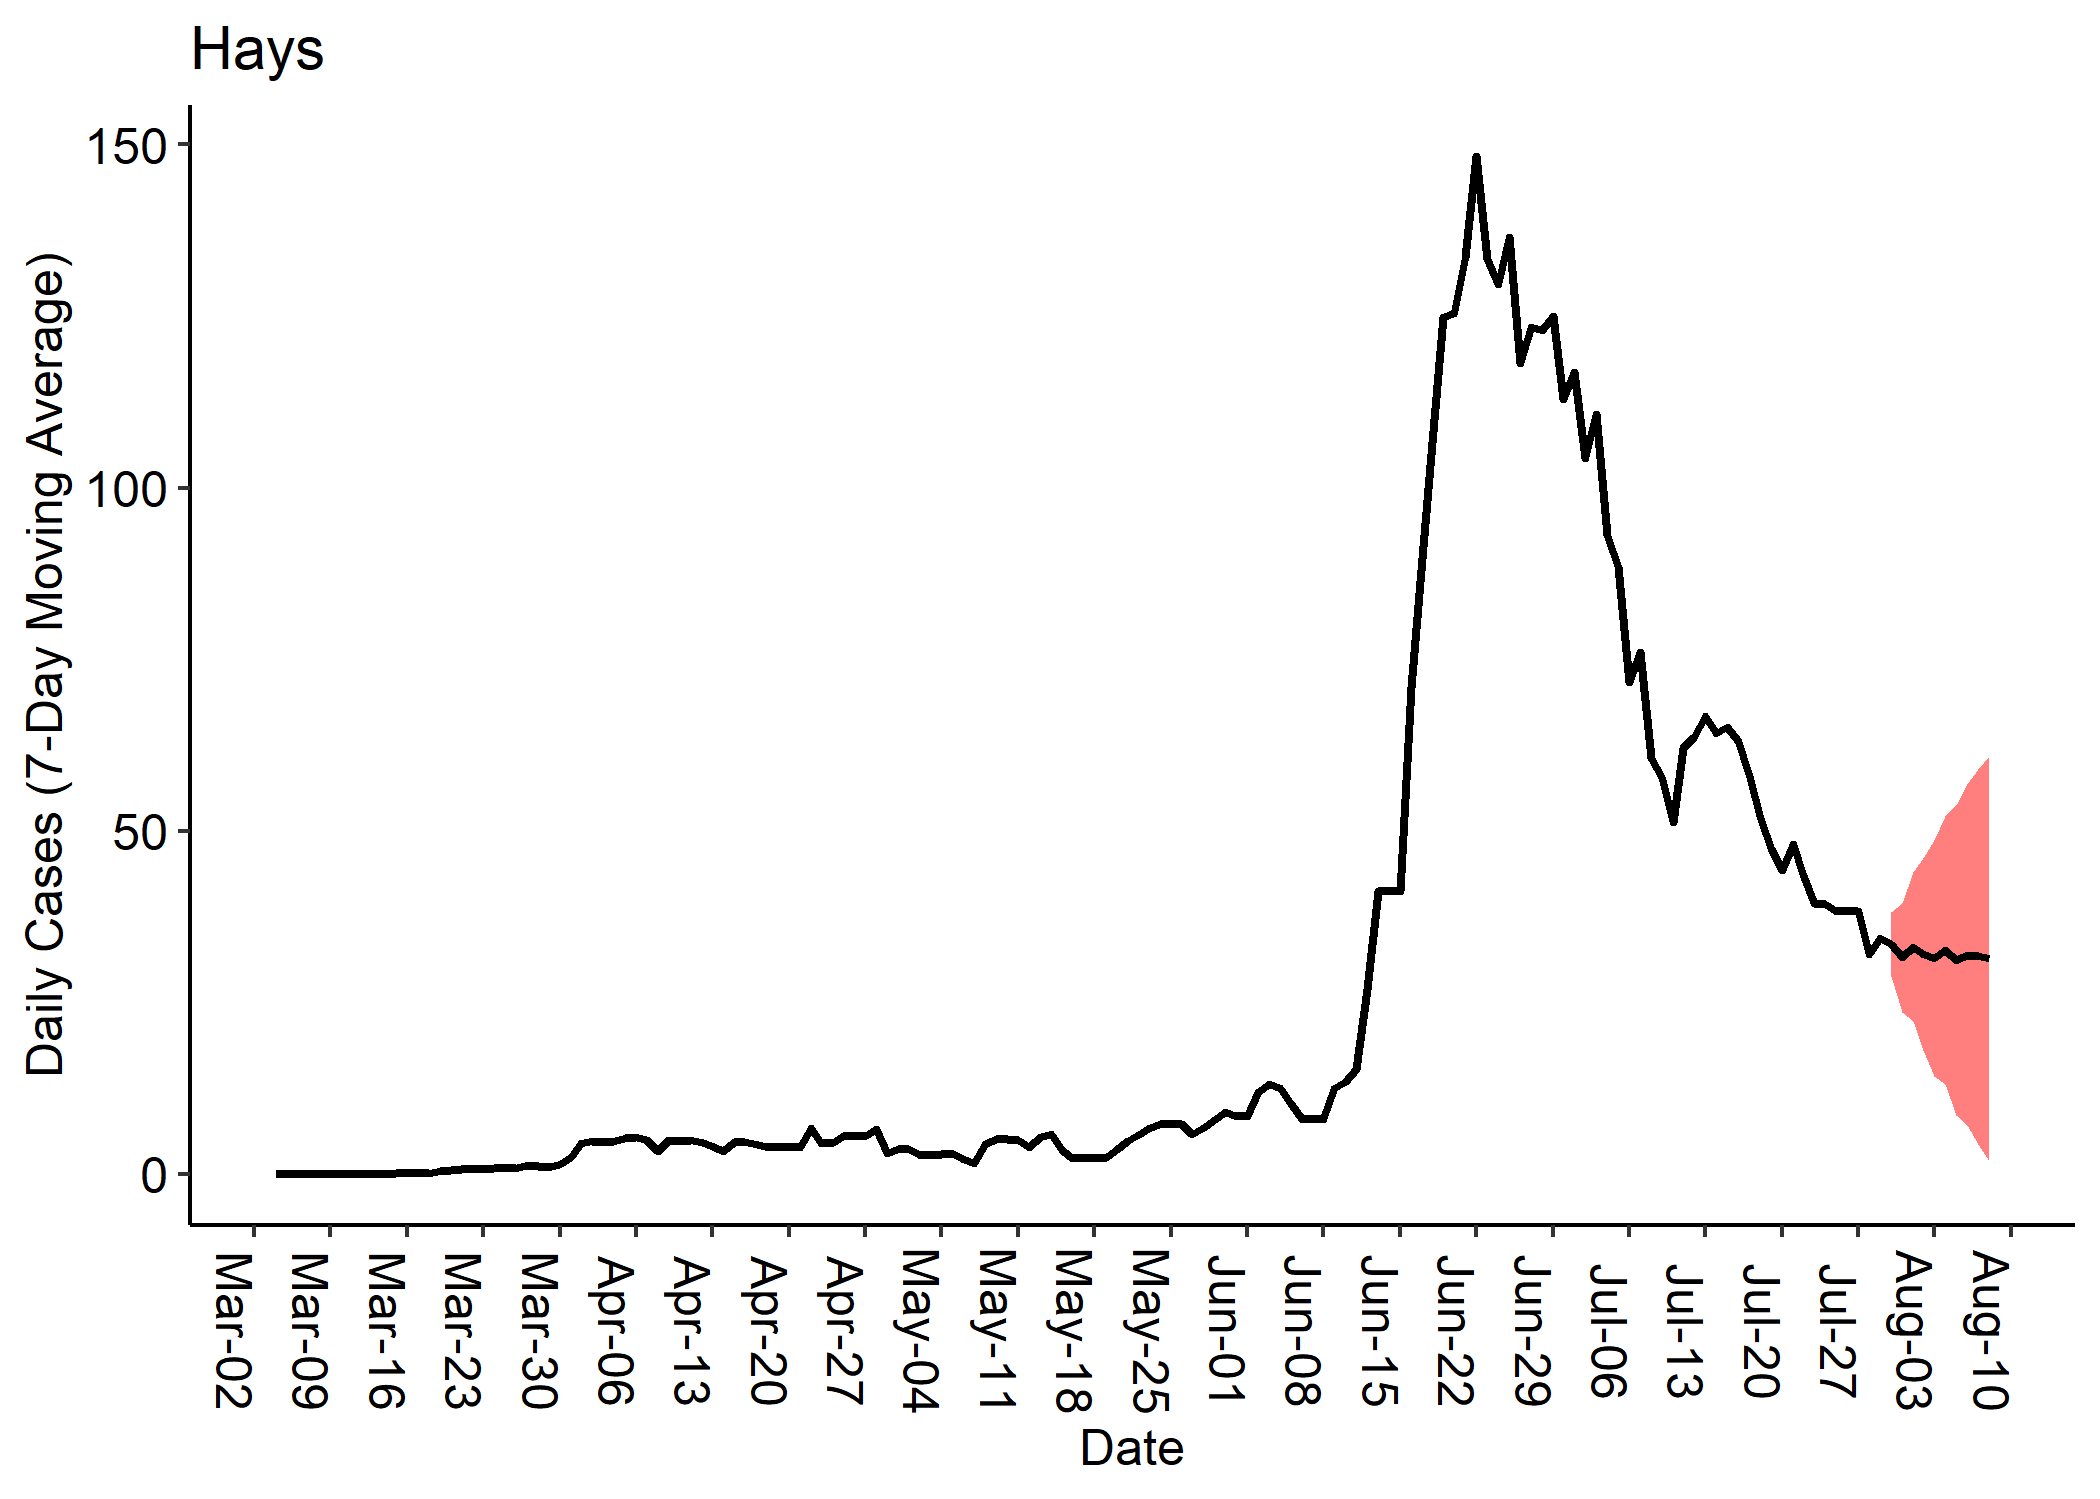 Hays
Daily Cases (7-Day Moving Average)
150
100
50
0
Mar-02
Mar-09
Mar-16
Mar-23
Mar-30
Apr-06
Apr-13
Apr-20
Apr-27
May-04
May-11
May-18
May-25
Jun-01
Jun-08
Jun-15
Jun-22
Jun-29
Jul-06
Jul-13
Jul-20
Jul-27
Aug-03
Aug-10
Date